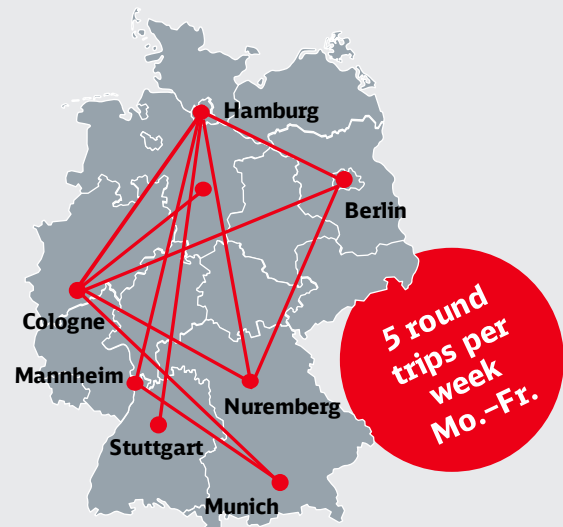 Hamburg
Berlin
Cologne
Mannheim
Nuremberg
Stuttgart
Munich
5 round
trips per
week
Mo.–Fr.